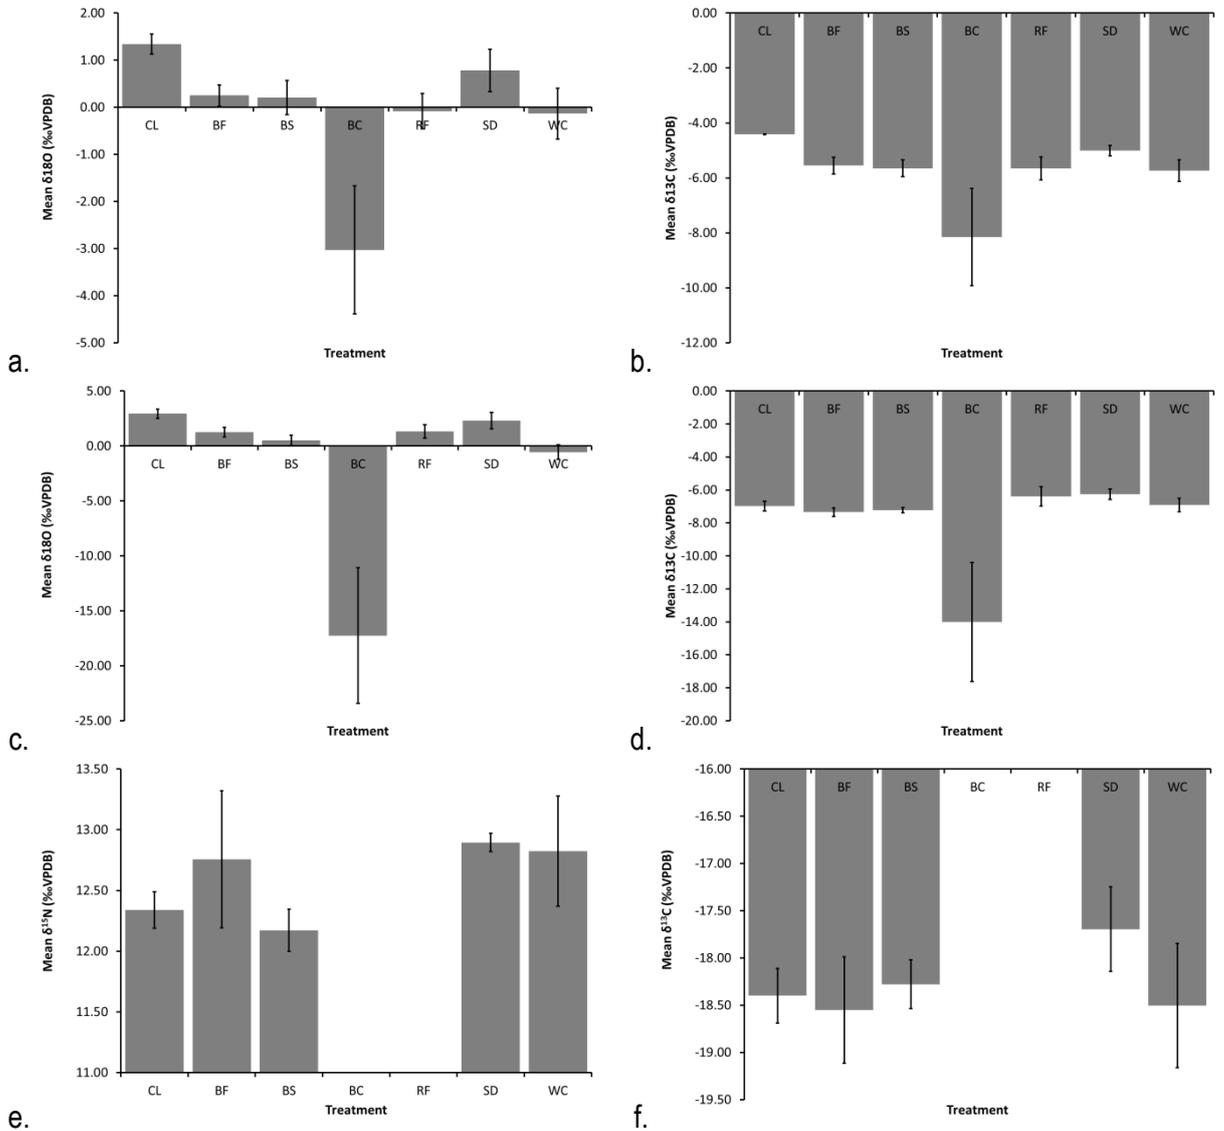 2.00
1.00
0.00
-1.00
-2.00
-3.00
-4.00
-5.00
Mean δ18O (‰VPDB)
CL BF BS BC RF SD WC
Treatment
a.
0.00
-2.00
-4.00
-6.00
-8.00
-10.00
-12.00
Mean δ13C (‰VPDB)
CL BF BS BC RF SD WC
Treatment
b.
5.00
0.00
-5.00
-10.00
-15.00
-20.00
-25.00
Mean δ18O (‰VPDB)
CL BF BS BC RF SD WC
Treatment
c.
0.00
-2.00
-4.00
-6.00
-8.00
-10.00
-12.00
-14.00
-16.00
-18.00
-20.00
Mean δ13C (‰VPDB)
CL BF BS BC RF SD WC
Treatment
d.
13.50
13.00
12.50
12.00
11.50
11.00
Mean δ¹⁵N (‰VPDB)
CL BF BS BC RF SD WC
Treatment
e.
-16.00
-16.50
-17.00
-17.50
-18.00
-18.50
-19.00
-19.50
Mean δ¹³C (‰VPDB)
CL BF BS BC RF SD WC
Treatment
f.